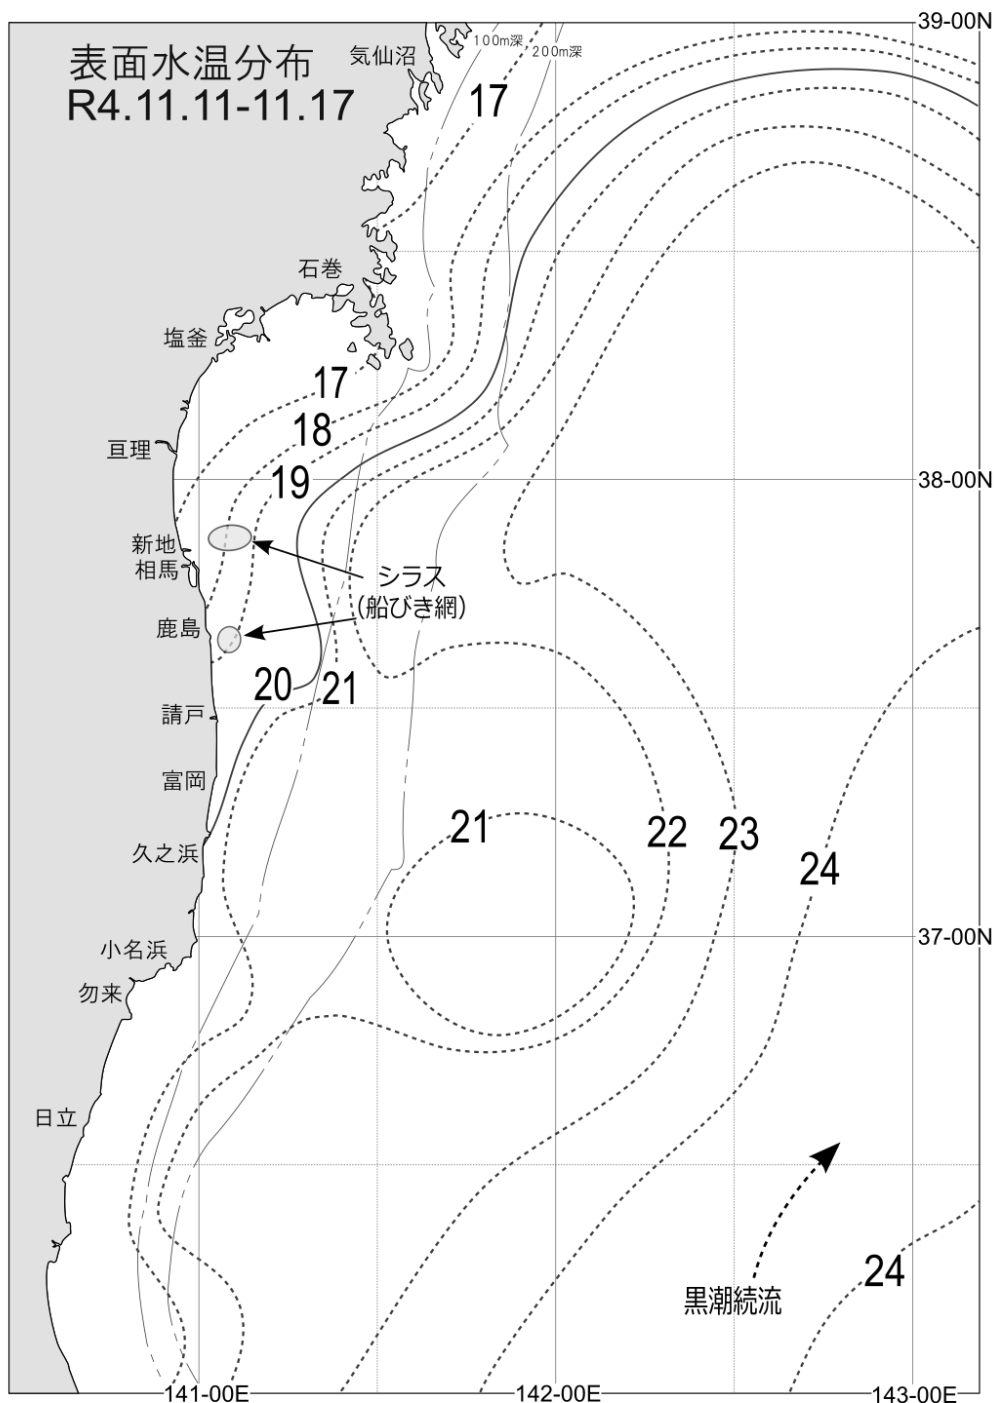 39-00N
表面水温分布
R4.11.11-11.17
気仙沼
100m深
200m深
17
石巻
塩釜
17
18
亘理
19
38-00N
新地
相馬
シラス
(船びき網)
鹿島
20
21
請戸
富岡
21
22
23
久之浜
24
37-00N
小名浜
勿来
日立
24
黒潮続流
141-00E
142-00E
143-00E